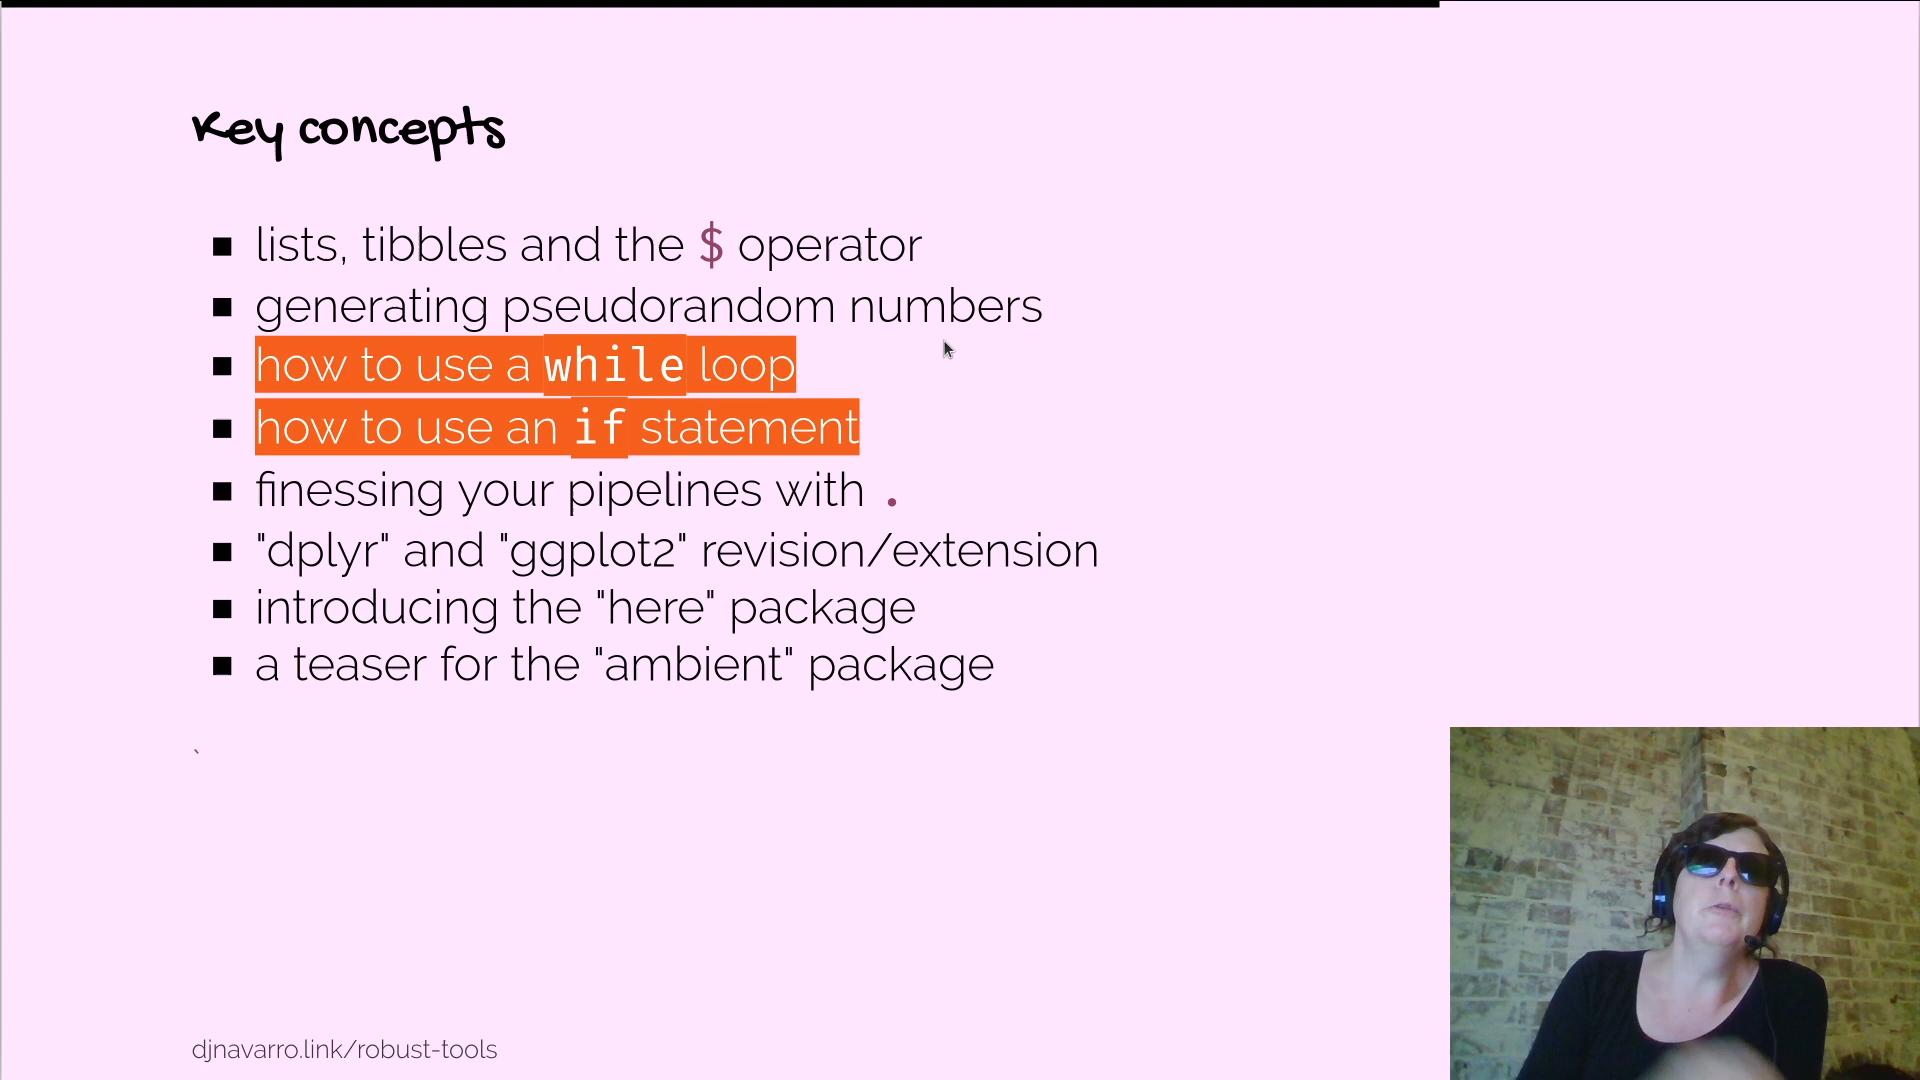 Key concepts
▪ lists, tibbles and the $ operator
▪ generating pseudorandom numbers
▪ how to use a while loop
▪ how to use an if statement
▪ finessing your pipelines with .
▪ "dplyr" and "ggplot2" revision/extension
▪ introducing the "here" package
▪ a teaser for the "ambient" package
`
djnavarro.link/robust-tools